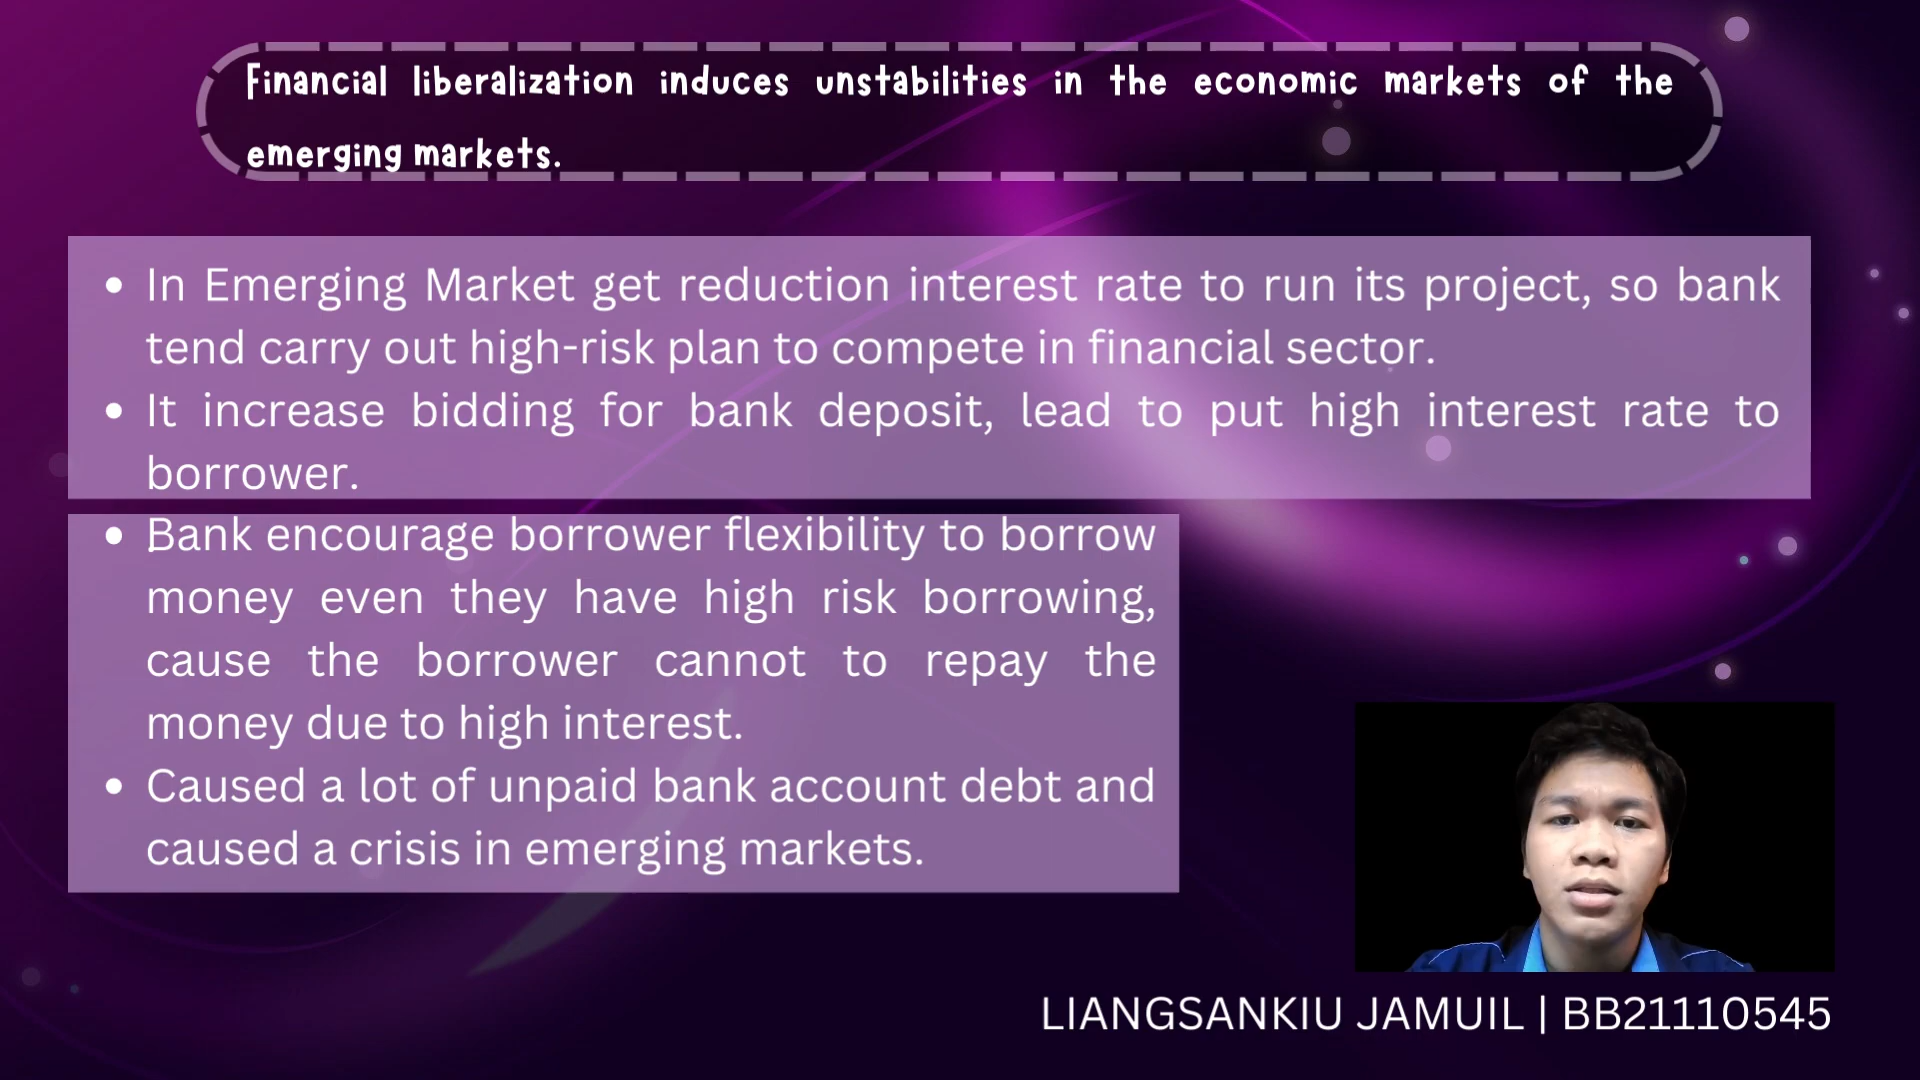 Financial liberalization induces unstabilities in the economic markets of the
emerging markets.
• In Emerging Market get reduction interest rate to run its project, so bank
tend carry out high-risk plan to compete in financial sector.
• It increase bidding for bank deposit, lead to put high interest rate to
borrower.
• Bank encourage borrower flexibility to borrow
money even they have high risk borrowing,
cause the borrower cannot to repay the
money due to high interest.
• Caused a lot of unpaid bank account debt and
caused a crisis in emerging markets.
LIANGSANKIU JAMUIL | BB21110545